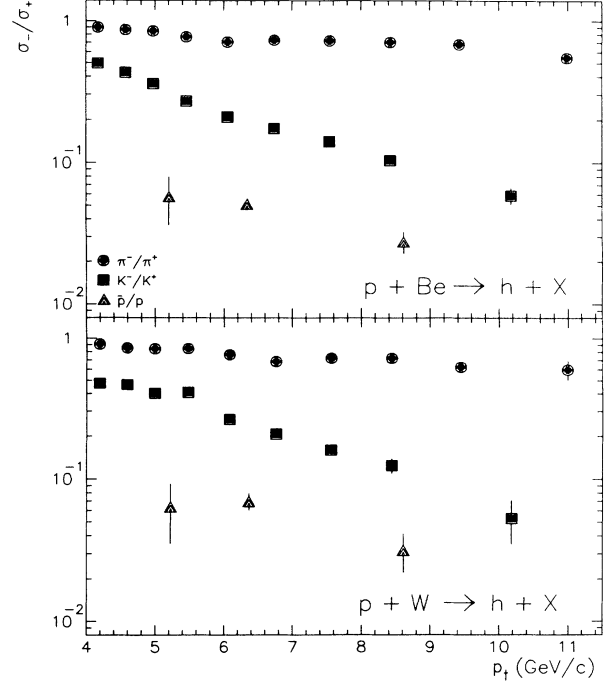 σ₋/σ₊
1
10⁻¹
10⁻²
π⁻/π⁺
K⁻/K⁺
p̄/p
p + Be → h + X
1
10⁻¹
10⁻²
p + W → h + X
4 5 6 7 8 9 10 11
pₜ (GeV/c)